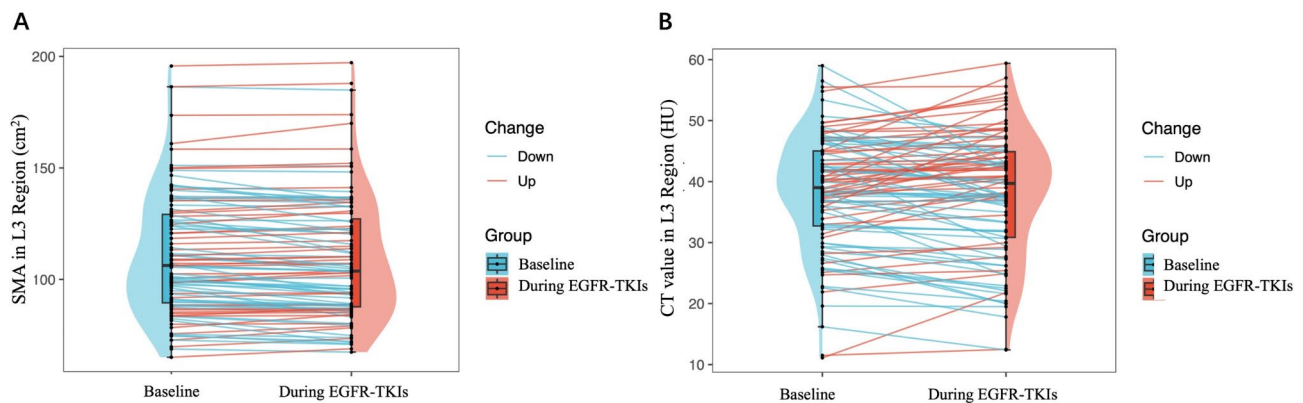 A
SMA in L3 Region (cm²)
200
150
100
Baseline
During EGFR-TKIs
Change
Down
Up
Group
Baseline
During EGFR-TKIs
B
CT value in L3 Region (HU)
60
50
40
30
20
10
Baseline
During EGFR-TKIs
Change
Down
Up
Group
Baseline
During EGFR-TKIs